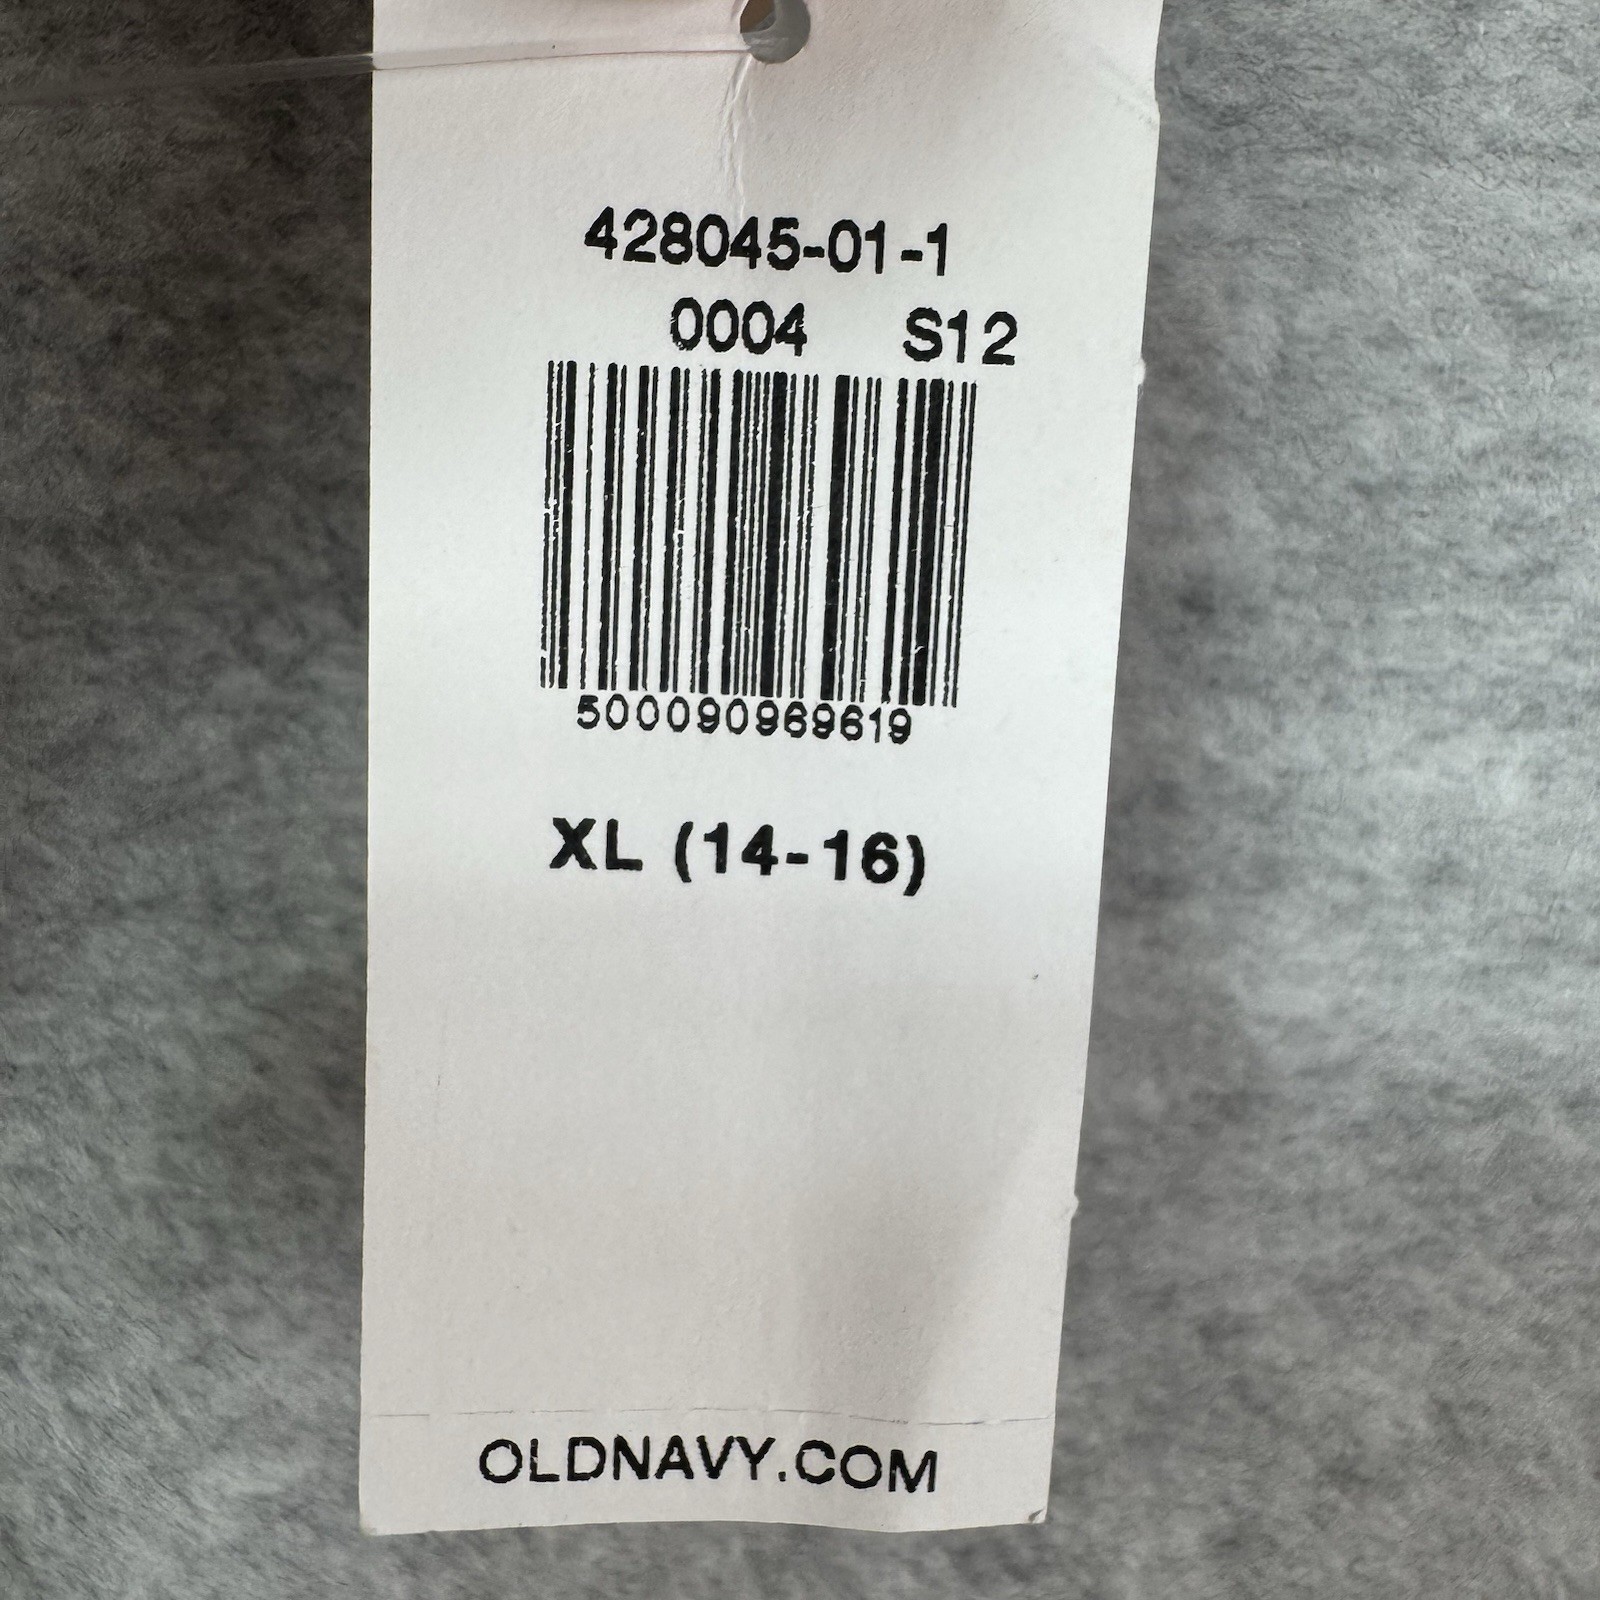 428045-01-1
0004 S12
500090969619
XL (14-16)
OLDNAVY.COM